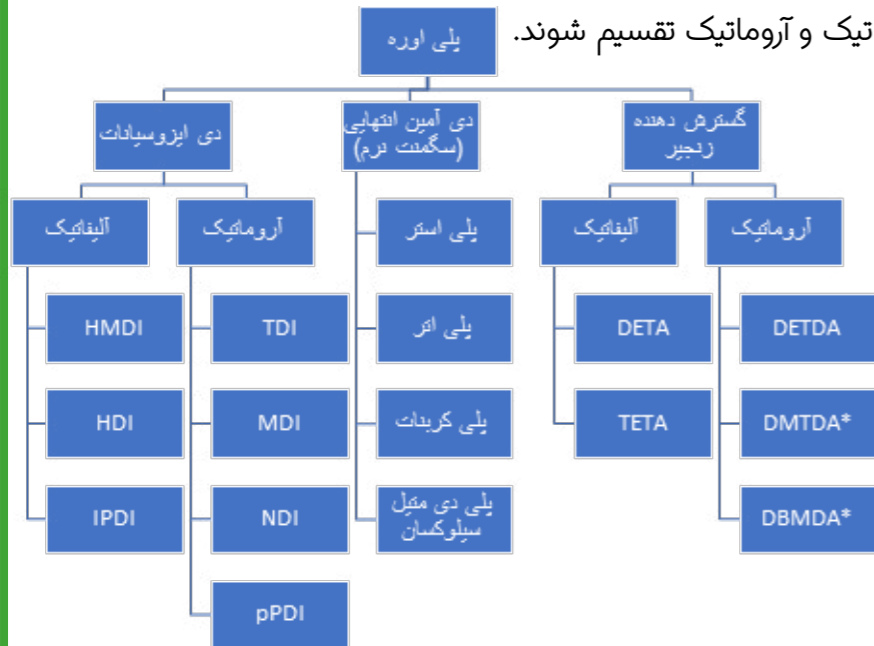 تیک و آروماتیک تقسیم شوند.
پلی اوره
گسترش دهنده
زنجیر
دی آمین انتهایی
(سگمنت نرم)
دی ایزوسیانات
آروماتیک
آلیفاتیک
پلی استر
آروماتیک
آلیفاتیک
DETDA
DETA
پلی اتر
TDI
HMDI
DMTDA*
TETA
پلی کربنات
MDI
HDI
DBMDA*
پلی دی متیل
سیلوکسان
NDI
IPDI
pPDI